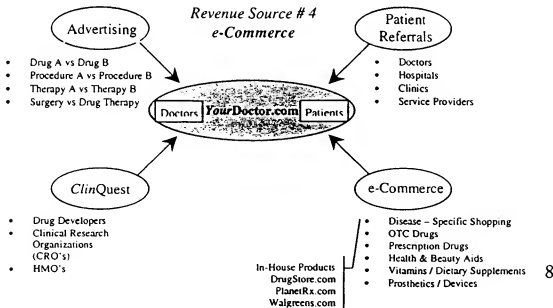 Revenue Source # 4
e-Commerce
Advertising
• Drug A vs Drug B
• Procedure A vs Procedure B
• Therapy A vs Therapy B
• Surgery vs Drug Therapy
Patient
Referrals
• Doctors
• Hospitals
• Clinics
• Service Providers
Doctors
YourDoctor.com
Patients
ClinQuest
• Drug Developers
• Clinical Research
Organizations
(CRO's)
• HMO's
e-Commerce
• Disease – Specific Shopping
• OTC Drugs
• Prescription Drugs
• Health & Beauty Aids
• Vitamins / Dietary Supplements
• Prosthetics / Devices
In-House Products
DrugStore.com
PlanetRx.com
Walgreens.com
8